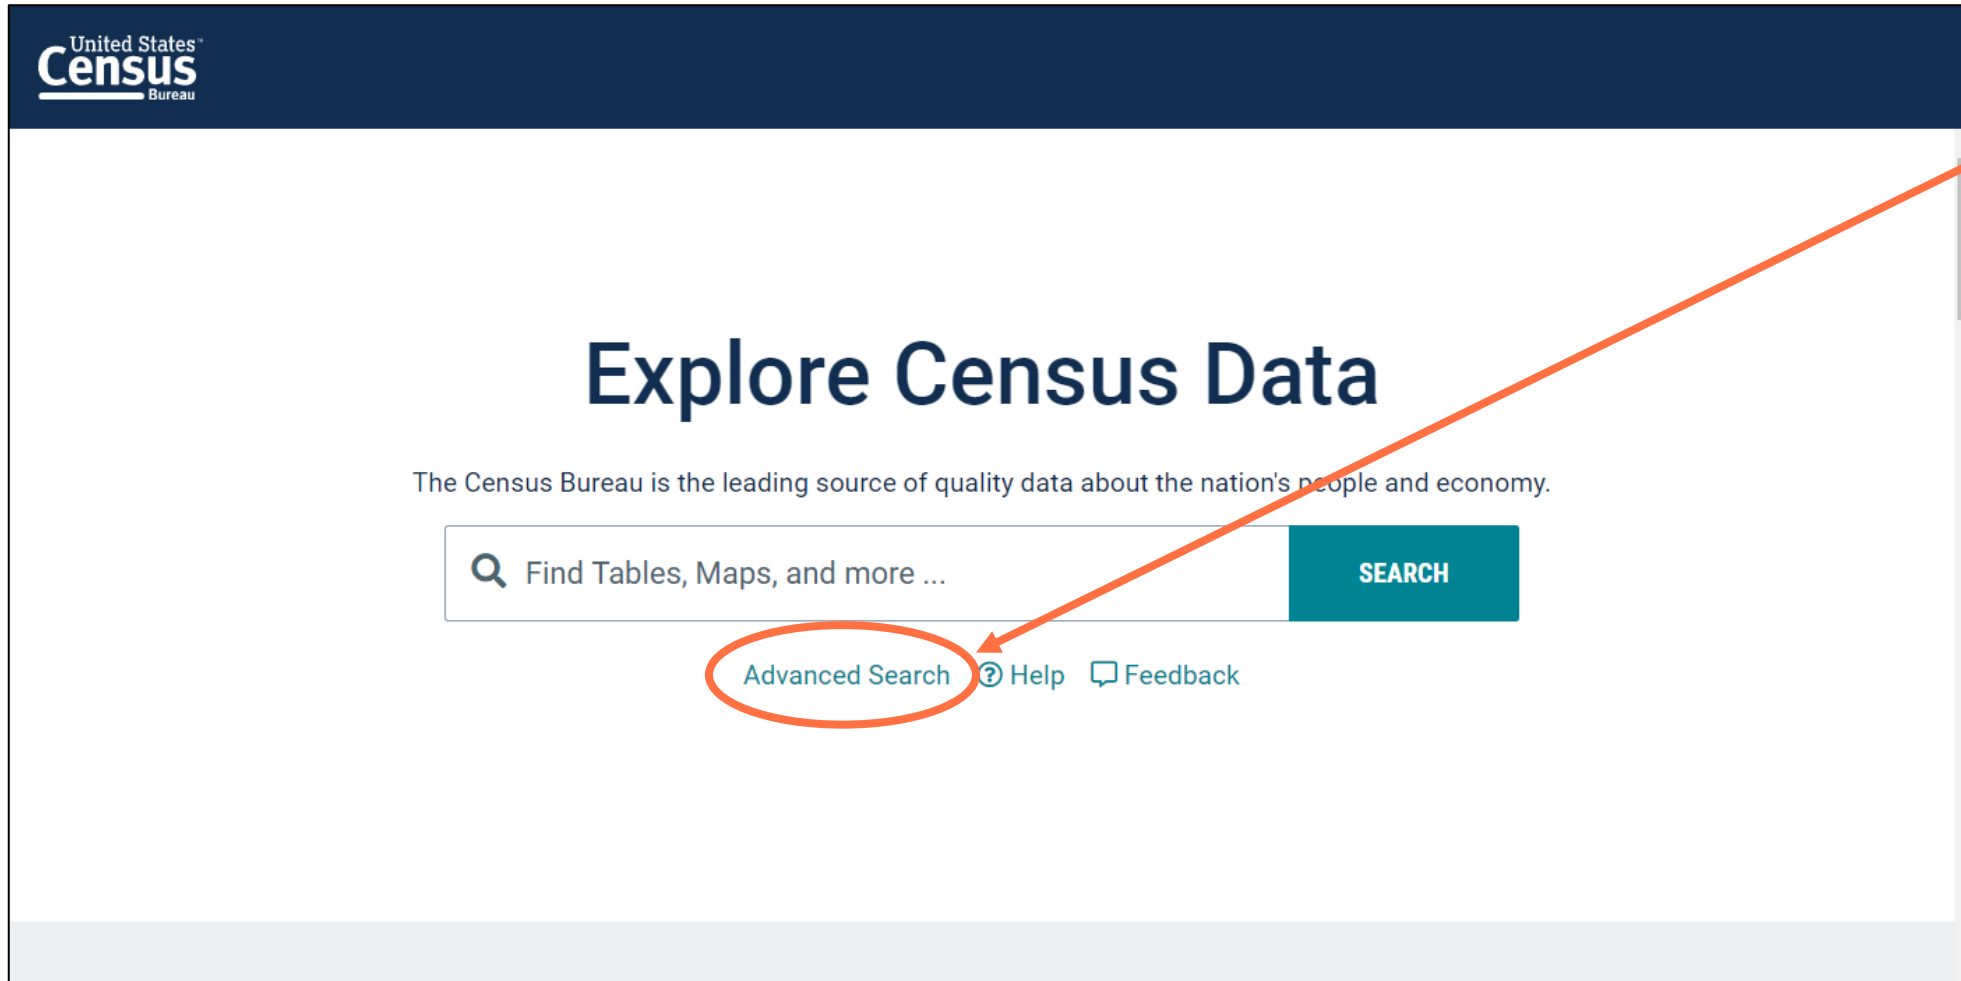 United States™
Census
Bureau
Explore Census Data
The Census Bureau is the leading source of quality data about the nation's people and economy.
Find Tables, Maps, and more ...
SEARCH
Advanced Search
Help
Feedback